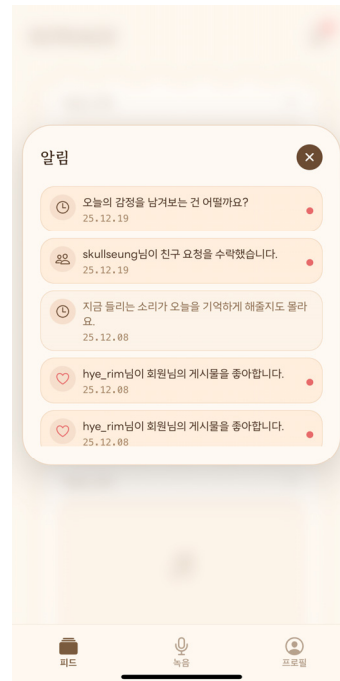 알림
오늘의 감정을 남겨보는 건 어떨까요?
25.12.19
skullseung님이 친구 요청을 수락했습니다.
25.12.19
지금 들리는 소리가 오늘을 기억하게 해줄지도 몰라
요.
25.12.08
hye_rim님이 회원님의 게시물을 좋아합니다.
25.12.08
hye_rim님이 회원님의 게시물을 좋아합니다.
25.12.08
피드
녹음
프로필